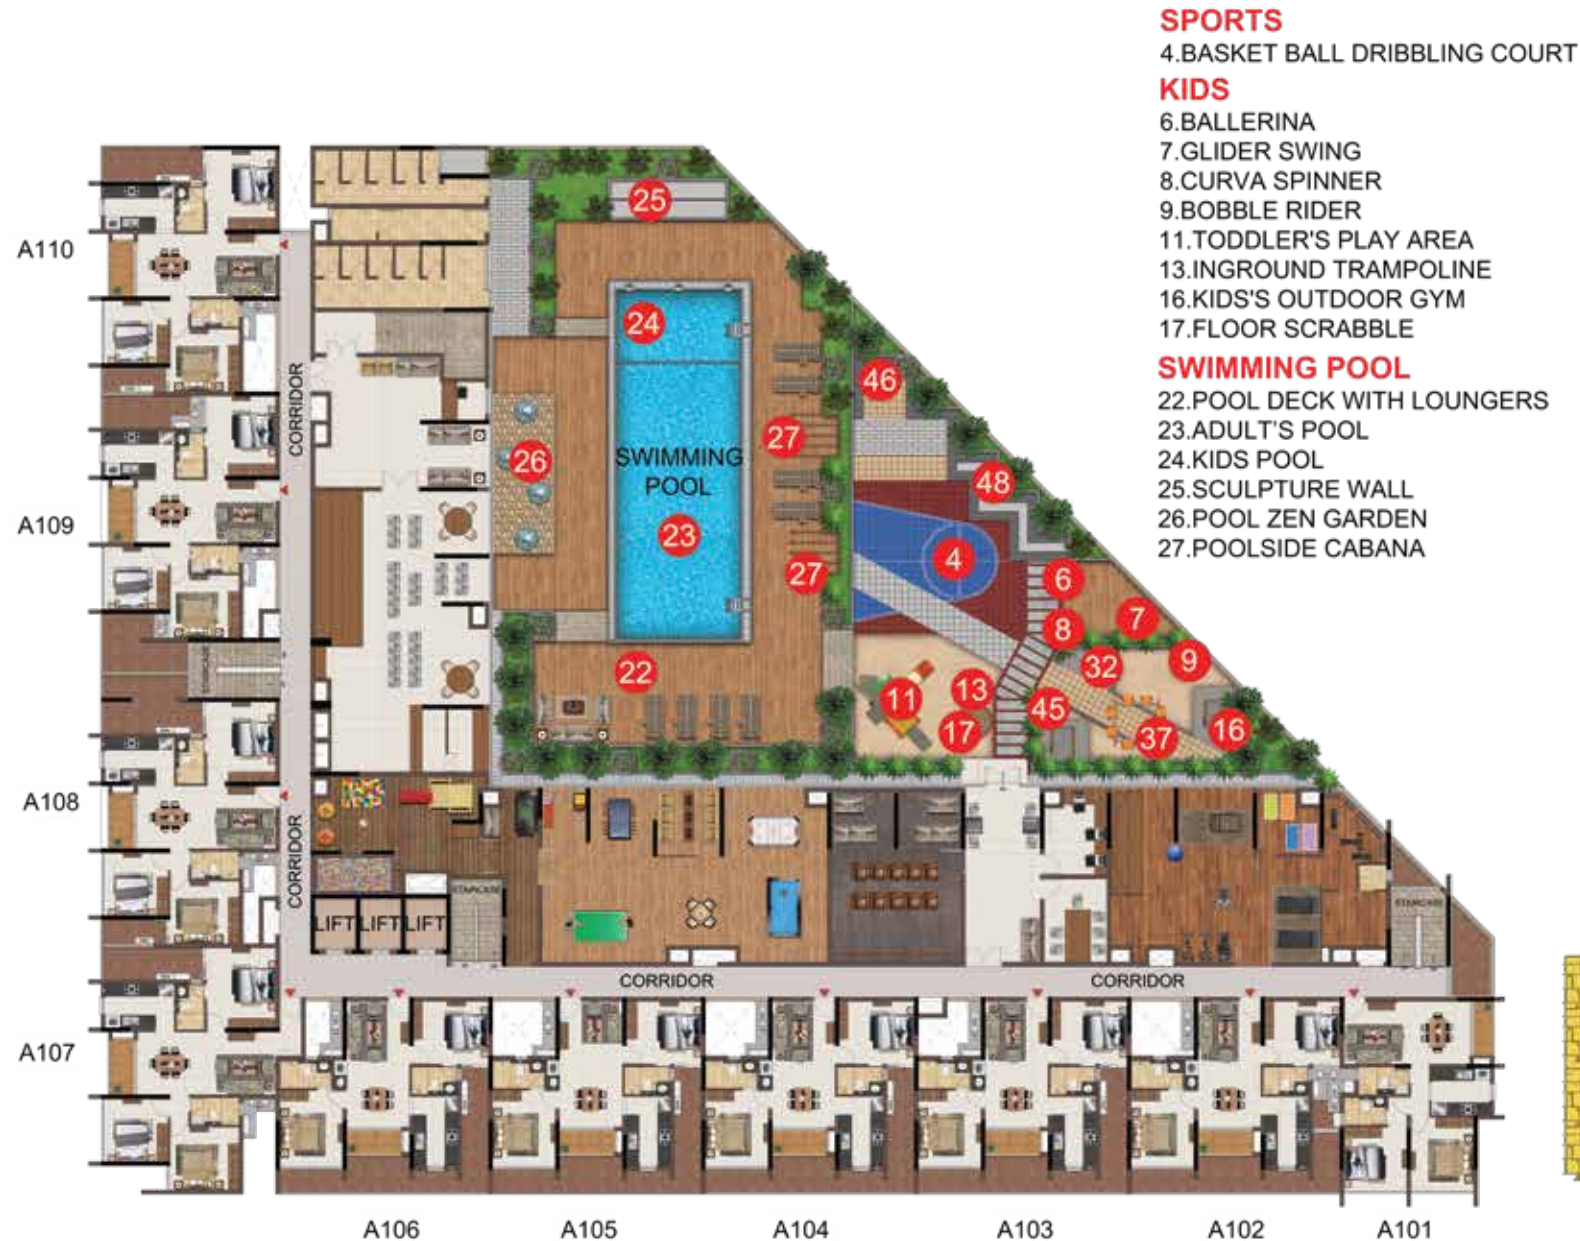 SPORTS
4.BASKET BALL DRIBBLING COURT
KIDS
6.BALLERINA
7.GLIDER SWING
8.CURVA SPINNER
9.BOBBLE RIDER
11.TODDLER'S PLAY AREA
13.INGROUND TRAMPOLINE
16.KIDS'S OUTDOOR GYM
17.FLOOR SCRABBLE
SWIMMING POOL
22.POOL DECK WITH LOUNGERS
23.ADULT'S POOL
24.KIDS POOL
25.SCULPTURE WALL
26.POOL ZEN GARDEN
27.POOLSIDE CABANA
25
A110
24
46
CORRIDOR
27
SWIMMING
POOL
26
48
A109
23
4
27
6
7
8
STAIRCASE
22
32
9
11
13
45
17
37
16
A108
CORRIDOR
STAIRCASE
STAIRCASE
LIFT
LIFT
LIFT
CORRIDOR
CORRIDOR
A107
A106
A105
A104
A103
A102
A101